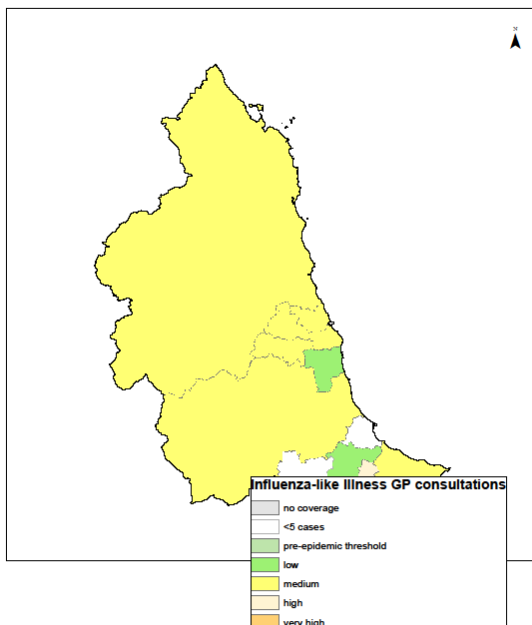 N
Influenza-like Illness GP consultations
no coverage
<5 cases
pre-epidemic threshold
low
medium
high
very high